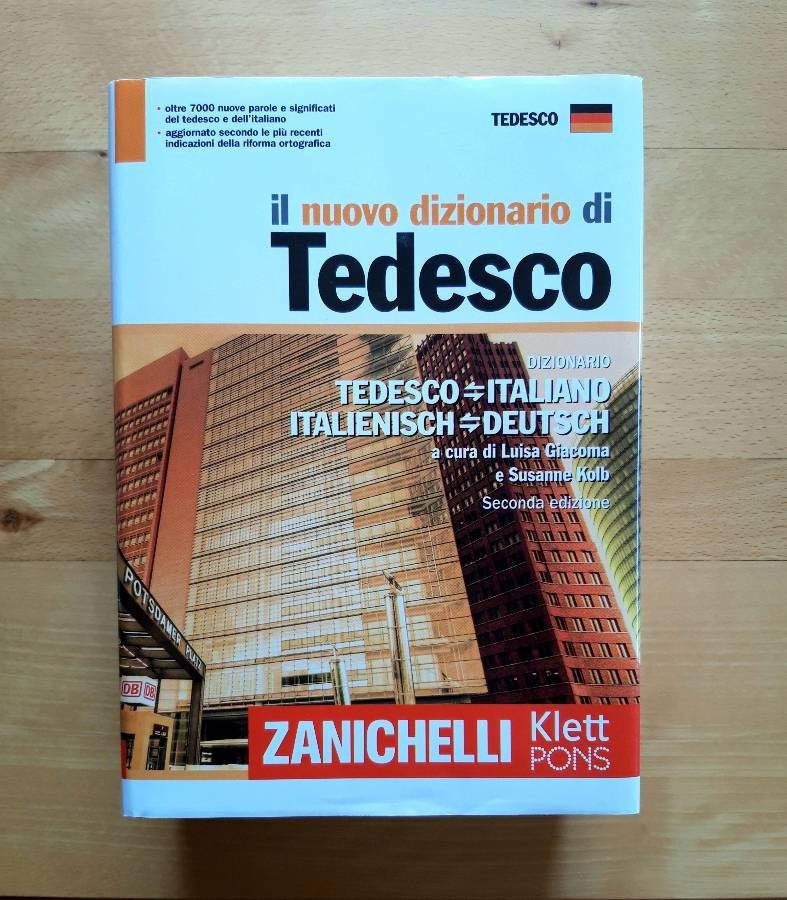 • oltre 7000 nuove parole e significati
del tedesco e dell'italiano
• aggiornato secondo le più recenti
indicazioni della riforma ortografica
TEDESCO
il nuovo dizionario di
Tedesco
DIZIONARIO
TEDESCO ⇋ ITALIANO
ITALIENISCH ⇋ DEUTSCH
a cura di Luisa Giacoma
e Susanne Kolb
Seconda edizione
POTSDAMER PLATZ
DB DB
ZANICHELLI
Klett
PONS